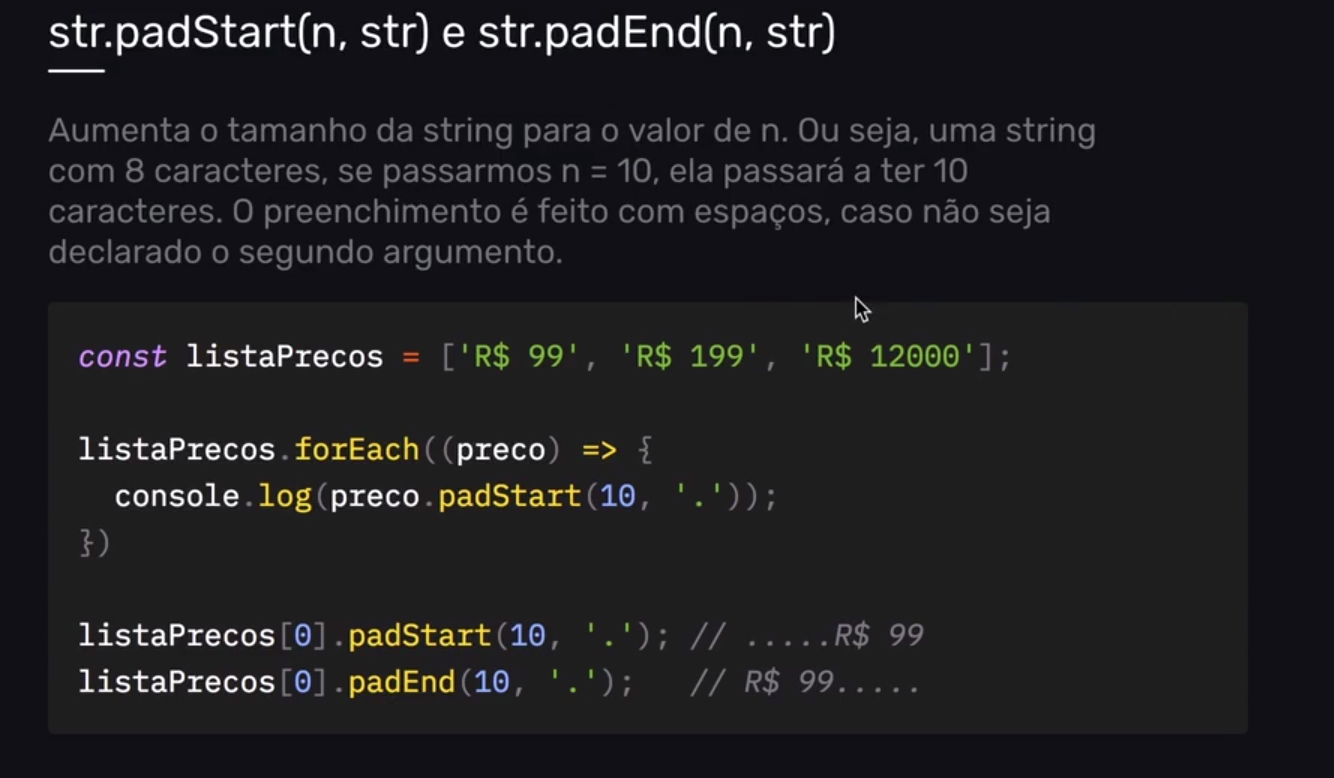 str.padStart(n, str) e str.padEnd(n, str)
Aumenta o tamanho da string para o valor de n. Ou seja, uma string
com 8 caracteres, se passarmos n = 10, ela passará a ter 10
caracteres. O preenchimento é feito com espaços, caso não seja
declarado o segundo argumento.
const listaPrecos = ['R$ 99', 'R$ 199', 'R$ 12000'];
listaPrecos.forEach((preco) => {
  console.log(preco.padStart(10, '.'));
})
listaPrecos[0].padStart(10, '.'); // .....R$ 99
listaPrecos[0].padEnd(10, '.');   // R$ 99.....